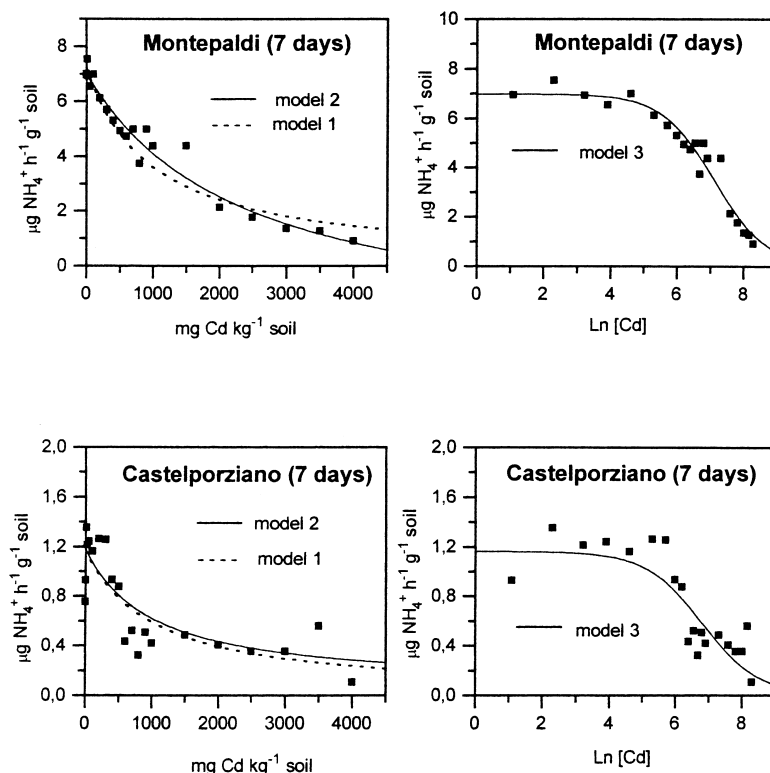 Montepaldi (7 days)
model 2
model 1
µg NH₄⁺ h⁻¹ g⁻¹ soil
8
6
4
2
0
0 1000 2000 3000 4000
mg Cd kg⁻¹ soil
Montepaldi (7 days)
model 3
µg NH₄⁺ h⁻¹ g⁻¹ soil
10
8
6
4
2
0
0 2 4 6 8
Ln [Cd]
Castelporziano (7 days)
model 2
model 1
µg NH₄⁺ h⁻¹ g⁻¹ soil
2,0
1,6
1,2
0,8
0,4
0,0
0 1000 2000 3000 4000
mg Cd kg⁻¹ soil
Castelporziano (7 days)
model 3
µg NH₄⁺ h⁻¹ g⁻¹ soil
2,0
1,6
1,2
0,8
0,4
0,0
0 2 4 6 8
Ln [Cd]